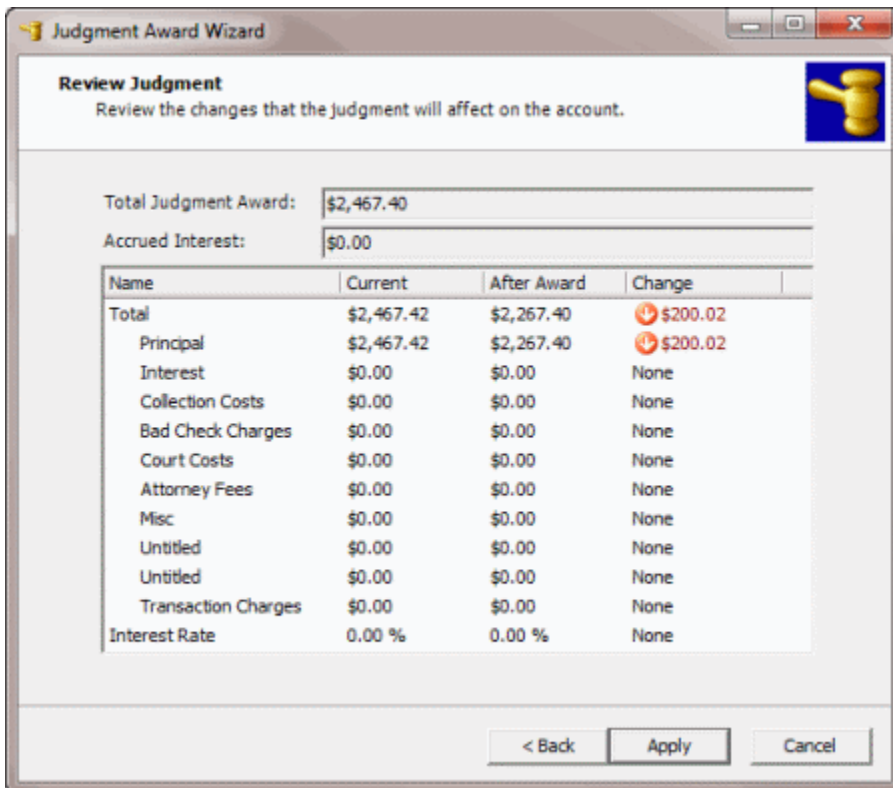 Judgment Award Wizard
Review Judgment
Review the changes that the judgment will affect on the account.
Total Judgment Award: $2,467.40
Accrued Interest: $0.00
Name Current After Award Change
Total $2,467.42 $2,267.40 $200.02
Principal $2,467.42 $2,267.40 $200.02
Interest $0.00 $0.00 None
Collection Costs $0.00 $0.00 None
Bad Check Charges $0.00 $0.00 None
Court Costs $0.00 $0.00 None
Attorney Fees $0.00 $0.00 None
Misc $0.00 $0.00 None
Untitled $0.00 $0.00 None
Untitled $0.00 $0.00 None
Transaction Charges $0.00 $0.00 None
Interest Rate 0.00 % 0.00 % None
< Back Apply Cancel